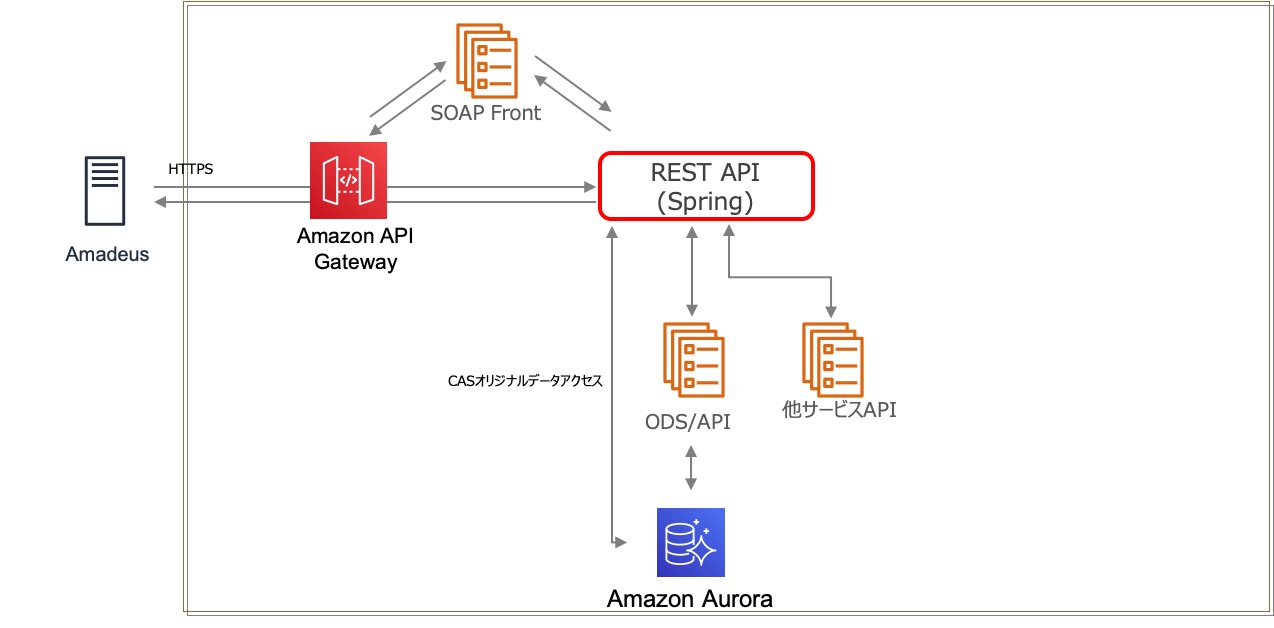 SOAP Front
HTTPS
REST API
(Spring)
Amadeus
Amazon API
Gateway
CASオリジナルデータアクセス
ODS/API
他サービスAPI
Amazon Aurora